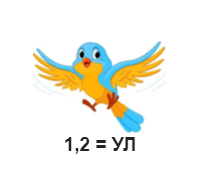 1,2 = УЛ